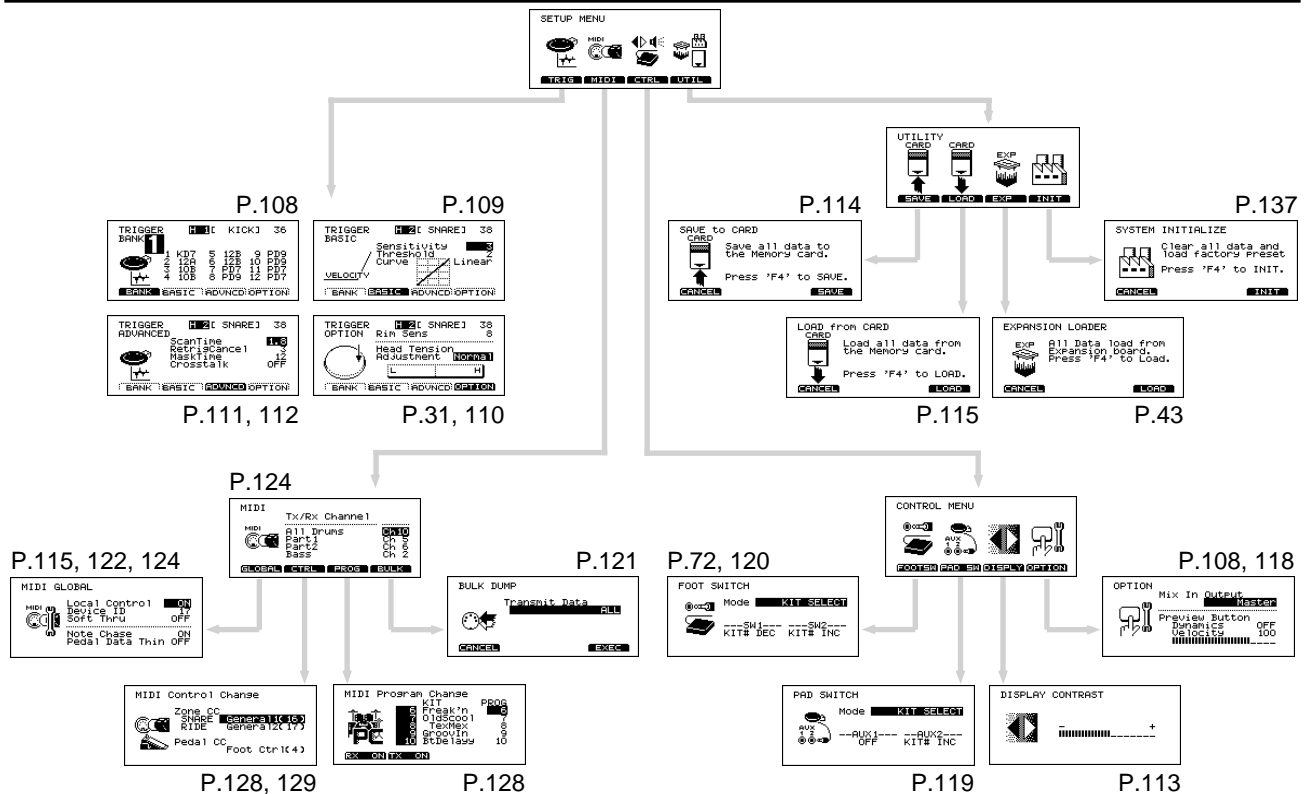 SETUP MENU
MIDI
TRIG MIDI CTRL UTIL
UTILITY
CARD CARD EXP
SAVE LOAD EXP INIT
P.108
TRIGGER H 1[ KICK] 36
BANK 1
1 KD7 5 12B 9 PD9
2 12A 6 12B 10 PD9
3 10B 7 PD7 11 PD7
4 10B 8 PD9 12 PD7
BANK BASIC ADVNCD OPTION
P.109
TRIGGER H 2[ SNARE] 38
BASIC
Sensitivity 3
Threshold 2
Curve Linear
VELOCITY
BANK BASIC ADVNCD OPTION
TRIGGER H 2[ SNARE] 38
ADVANCED
ScanTime 1.8
RetrigCancel 3
MaskTime 12
Crosstalk OFF
BANK BASIC ADVNCD OPTION
P.111, 112
TRIGGER H 2[ SNARE] 38
OPTION Rim Sens 8
Head Tension
Adjustment Normal
L H
BANK BASIC ADVNCD OPTION
P.31, 110
P.114
SAVE to CARD
CARD
Save all data to
the Memory card.
Press 'F4' to SAVE.
CANCEL SAVE
P.137
SYSTEM INITIALIZE
Clear all data and
load factory preset
Press 'F4' to INIT.
CANCEL INIT
LOAD from CARD
CARD
Load all data from
the Memory card.
Press 'F4' to LOAD.
CANCEL LOAD
P.115
EXPANSION LOADER
EXP
All Data load from
Expansion board.
Press 'F4' to Load.
CANCEL LOAD
P.43
P.124
MIDI
Tx/Rx Channel
MIDI
All Drums Ch10
Part1 Ch 5
Part2 Ch 6
Bass Ch 2
GLOBAL CTRL PROG BULK
P.115, 122, 124
MIDI GLOBAL
MIDI
Local Control ON
Device ID 17
Soft Thru OFF
Note Chase ON
Pedal Data Thin OFF
P.121
BULK DUMP
Transmit Data
ALL
CANCEL EXEC
MIDI Control Change
Zone CC
SNARE General1(16)
RIDE General2(17)
Pedal CC
Foot Ctrl(4)
P.128, 129
MIDI Program Change
KIT PROG
6 Freak'n 6
7 OldScool 7
8 TexMex 8
9 GroovIn 9
10 BtDelayy 10
PC
RX ON TX ON
P.128
CONTROL MENU
AUX
1 2
FOOTSW PAD SW DISPLY OPTION
P.72, 120
FOOT SWITCH
Mode KIT SELECT
---SW1--- ---SW2---
KIT# DEC KIT# INC
P.108, 118
OPTION
Mix In Output
Master
Preview Button
Dynamics OFF
Velocity 100
PAD SWITCH
Mode KIT SELECT
AUX
1 2
--AUX1-- --AUX2--
OFF KIT# INC
P.119
DISPLAY CONTRAST
- +
P.113